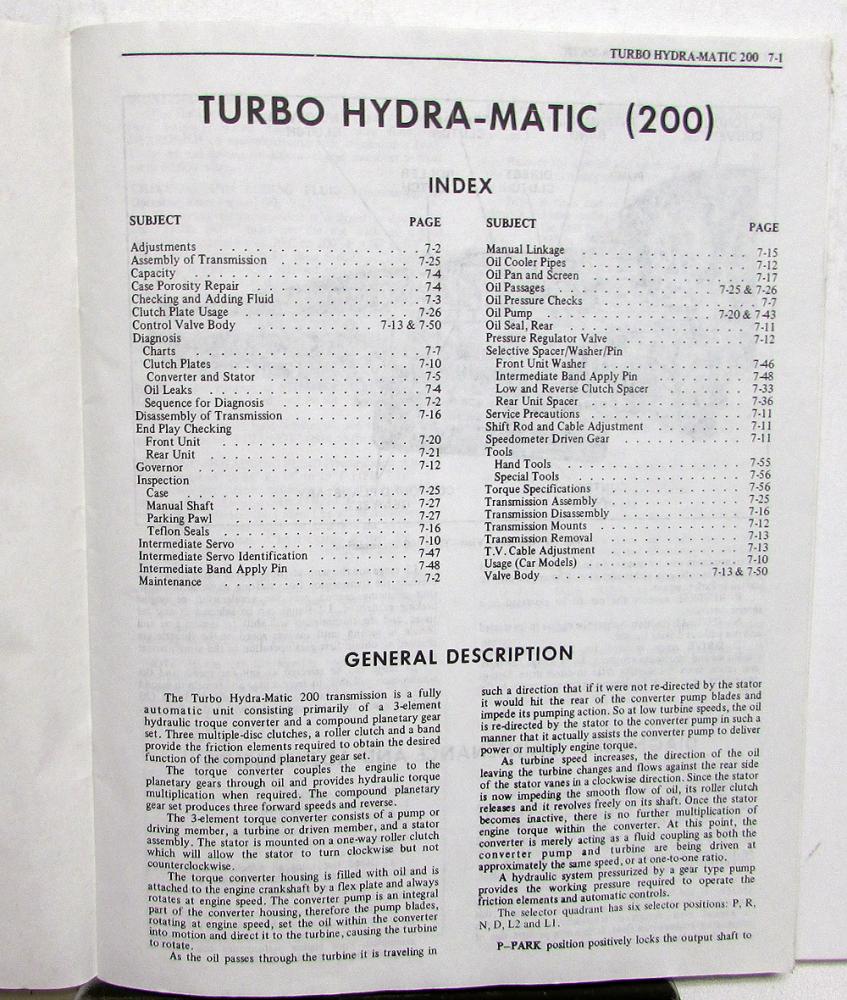 TURBO HYDRA-MATIC 200 7-1
TURBO HYDRA-MATIC (200)
INDEX
SUBJECT PAGE
Adjustments . . . . . . . . . . . . . . . 7-2
Assembly of Transmission . . . . . . . . . . 7-25
Capacity . . . . . . . . . . . . . . . . 7-4
Case Porosity Repair . . . . . . . . . . . . 7-4
Checking and Adding Fluid . . . . . . . . . . 7-3
Clutch Plate Usage . . . . . . . . . . . . 7-26
Control Valve Body . . . . . . . . 7-13 & 7-50
Diagnosis
Charts . . . . . . . . . . . . . . . . 7-7
Clutch Plates . . . . . . . . . . . . . 7-10
Converter and Stator . . . . . . . . . . . 7-5
Oil Leaks . . . . . . . . . . . . . . . 7-4
Sequence for Diagnosis . . . . . . . . . . 7-2
Disassembly of Transmission . . . . . . . . . 7-16
End Play Checking
Front Unit . . . . . . . . . . . . . . 7-20
Rear Unit . . . . . . . . . . . . . . . 7-21
Governor . . . . . . . . . . . . . . . . 7-12
Inspection
Case . . . . . . . . . . . . . . . . . 7-25
Manual Shaft . . . . . . . . . . . . . 7-27
Parking Pawl . . . . . . . . . . . . . 7-27
Teflon Seals . . . . . . . . . . . . . 7-16
Intermediate Servo . . . . . . . . . . . . 7-10
Intermediate Servo Identification . . . . . . . . 7-47
Intermediate Band Apply Pin . . . . . . . . . 7-48
Maintenance . . . . . . . . . . . . . . . 7-2
SUBJECT PAGE
Manual Linkage . . . . . . . . . . . . . 7-15
Oil Cooler Pipes . . . . . . . . . . . . . 7-12
Oil Pan and Screen . . . . . . . . . . . . 7-17
Oil Passages . . . . . . . . . . . 7-25 & 7-26
Oil Pressure Checks . . . . . . . . . . . . 7-7
Oil Pump . . . . . . . . . . . . 7-20 & 7-43
Oil Seal, Rear . . . . . . . . . . . . . . 7-11
Pressure Regulator Valve . . . . . . . . . . 7-12
Selective Spacer/Washer/Pin
Front Unit Washer . . . . . . . . . . . 7-46
Intermediate Band Apply Pin . . . . . . . . 7-48
Low and Reverse Clutch Spacer . . . . . . . 7-33
Rear Unit Spacer . . . . . . . . . . . . 7-36
Service Precautions . . . . . . . . . . . . 7-11
Shift Rod and Cable Adjustment . . . . . . . . 7-11
Speedometer Driven Gear . . . . . . . . . . 7-11
Tools
Hand Tools . . . . . . . . . . . . . . 7-55
Special Tools . . . . . . . . . . . . . 7-56
Torque Specifications . . . . . . . . . . . 7-56
Transmission Assembly . . . . . . . . . . . 7-25
Transmission Disassembly . . . . . . . . . . 7-16
Transmission Mounts . . . . . . . . . . . . 7-12
Transmission Removal . . . . . . . . . . . 7-13
T.V. Cable Adjustment . . . . . . . . . . . 7-13
Usage (Car Models) . . . . . . . . . . . . 7-10
Valve Body . . . . . . . . . . . 7-13 & 7-50
GENERAL DESCRIPTION
The Turbo Hydra-Matic 200 transmission is a fully
automatic unit consisting primarily of a 3-element
hydraulic troque converter and a compound planetary gear
set. Three multiple-disc clutches, a roller clutch and a band
provide the friction elements required to obtain the desired
function of the compound planetary gear set.
The torque converter couples the engine to the
planetary gears through oil and provides hydraulic torque
multiplication when required. The compound planetary
gear set produces three forward speeds and reverse.
The 3-element torque converter consists of a pump or
driving member, a turbine or driven member, and a stator
assembly. The stator is mounted on a one-way roller clutch
which will allow the stator to turn clockwise but not
counterclockwise.
The torque converter housing is filled with oil and is
attached to the engine crankshaft by a flex plate and always
rotates at engine speed. The converter pump is an integral
part of the converter housing, therefore the pump blades,
rotating at engine speed, set the oil within the converter
into motion and direct it to the turbine, causing the turbine
to rotate.
As the oil passes through the turbine it is traveling in
such a direction that if it were not re-directed by the stator
it would hit the rear of the converter pump blades and
impede its pumping action. So at low turbine speeds, the oil
is re-directed by the stator to the converter pump in such a
manner that it actually assists the converter pump to deliver
power or multiply engine torque.
As turbine speed increases, the direction of the oil
leaving the turbine changes and flows against the rear side
of the stator vanes in a clockwise direction. Since the stator
is now impeding the smooth flow of oil, its roller clutch
releases and it revolves freely on its shaft. Once the stator
becomes inactive, there is no further multiplication of
engine torque within the converter. At this point, the
converter is merely acting as a fluid coupling as both the
converter pump and turbine are being driven at
approximately the same speed, or at one-to-one ratio.
A hydraulic system pressurized by a gear type pump
provides the working pressure required to operate the
friction elements and automatic controls.
The selector quadrant has six selector positions: P, R,
N, D, L2 and L1.
P–PARK position positively locks the output shaft to